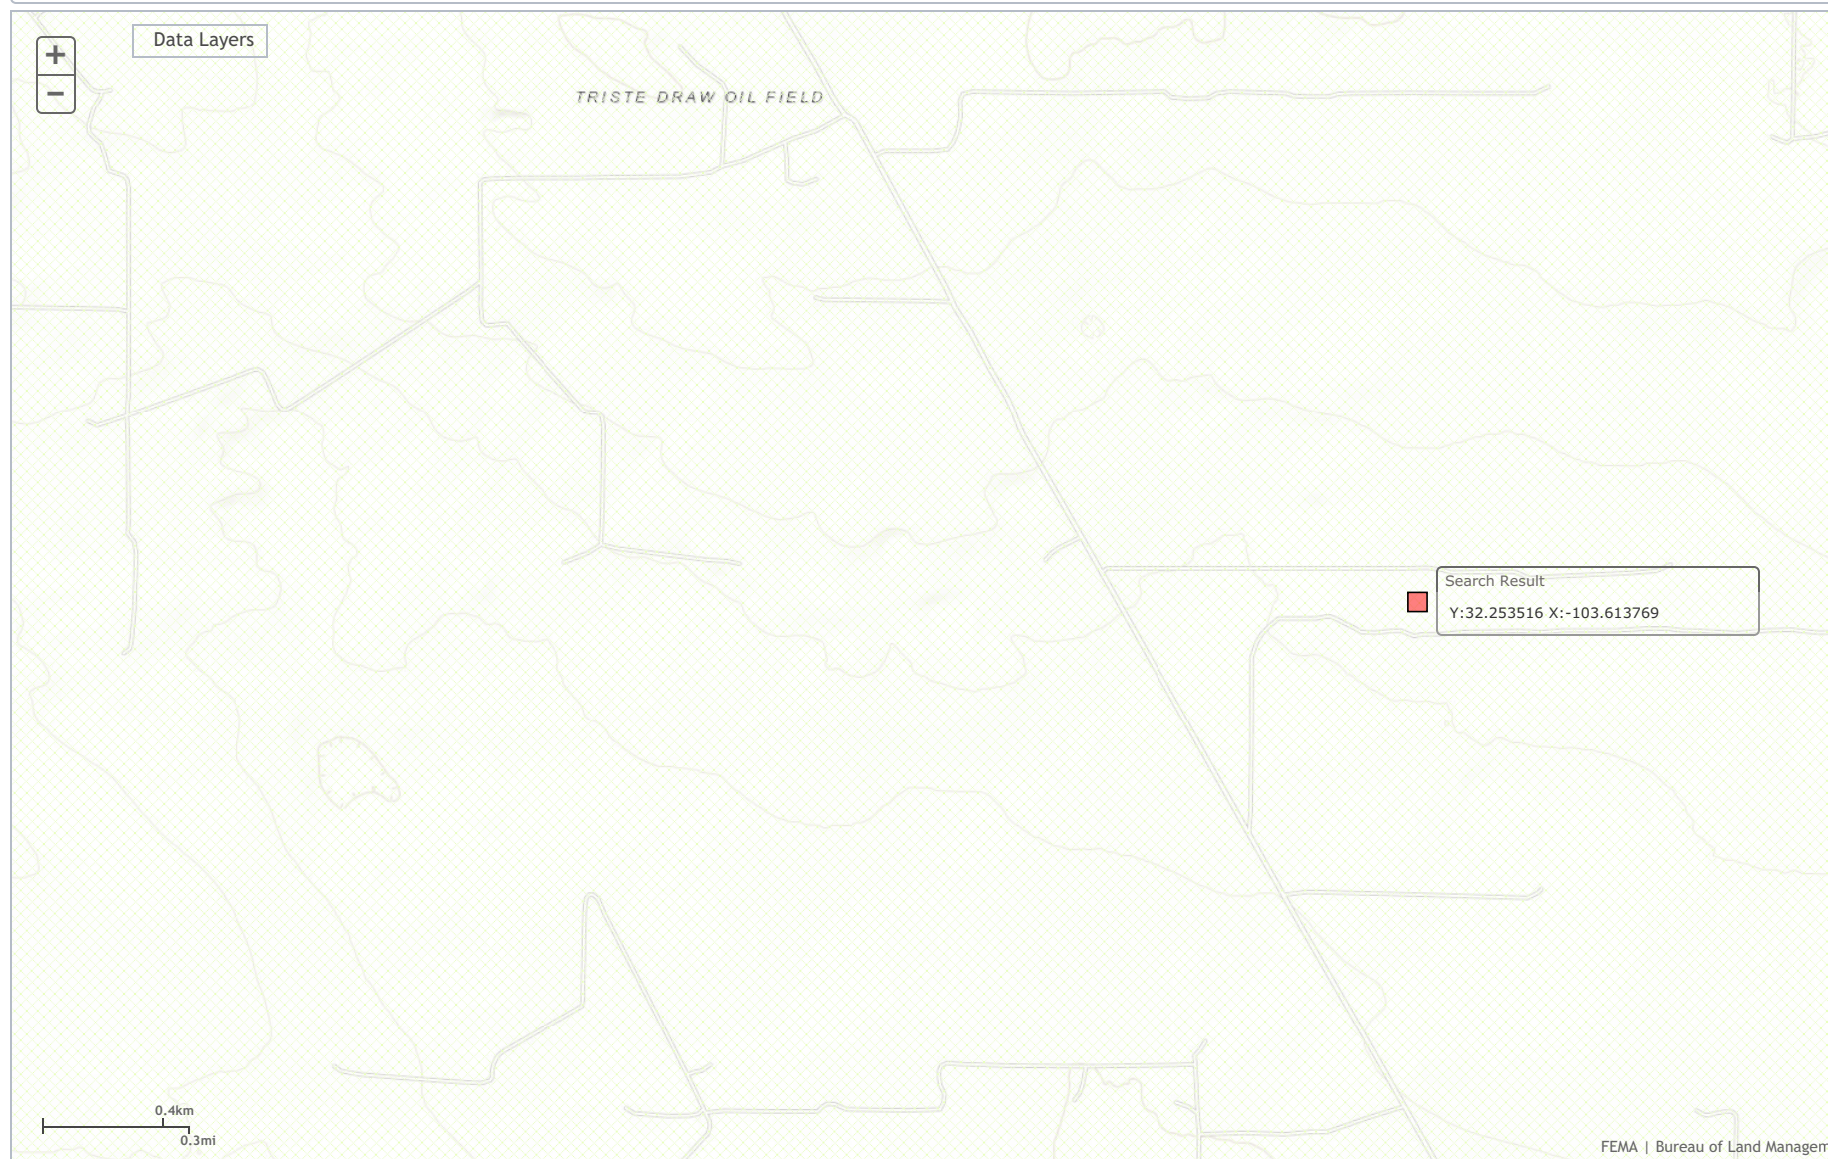 +
Data Layers
−
TRISTE DRAW OIL FIELD
Search Result
Y:32.253516 X:-103.613769
0.4km
0.3mi
FEMA | Bureau of Land Managem